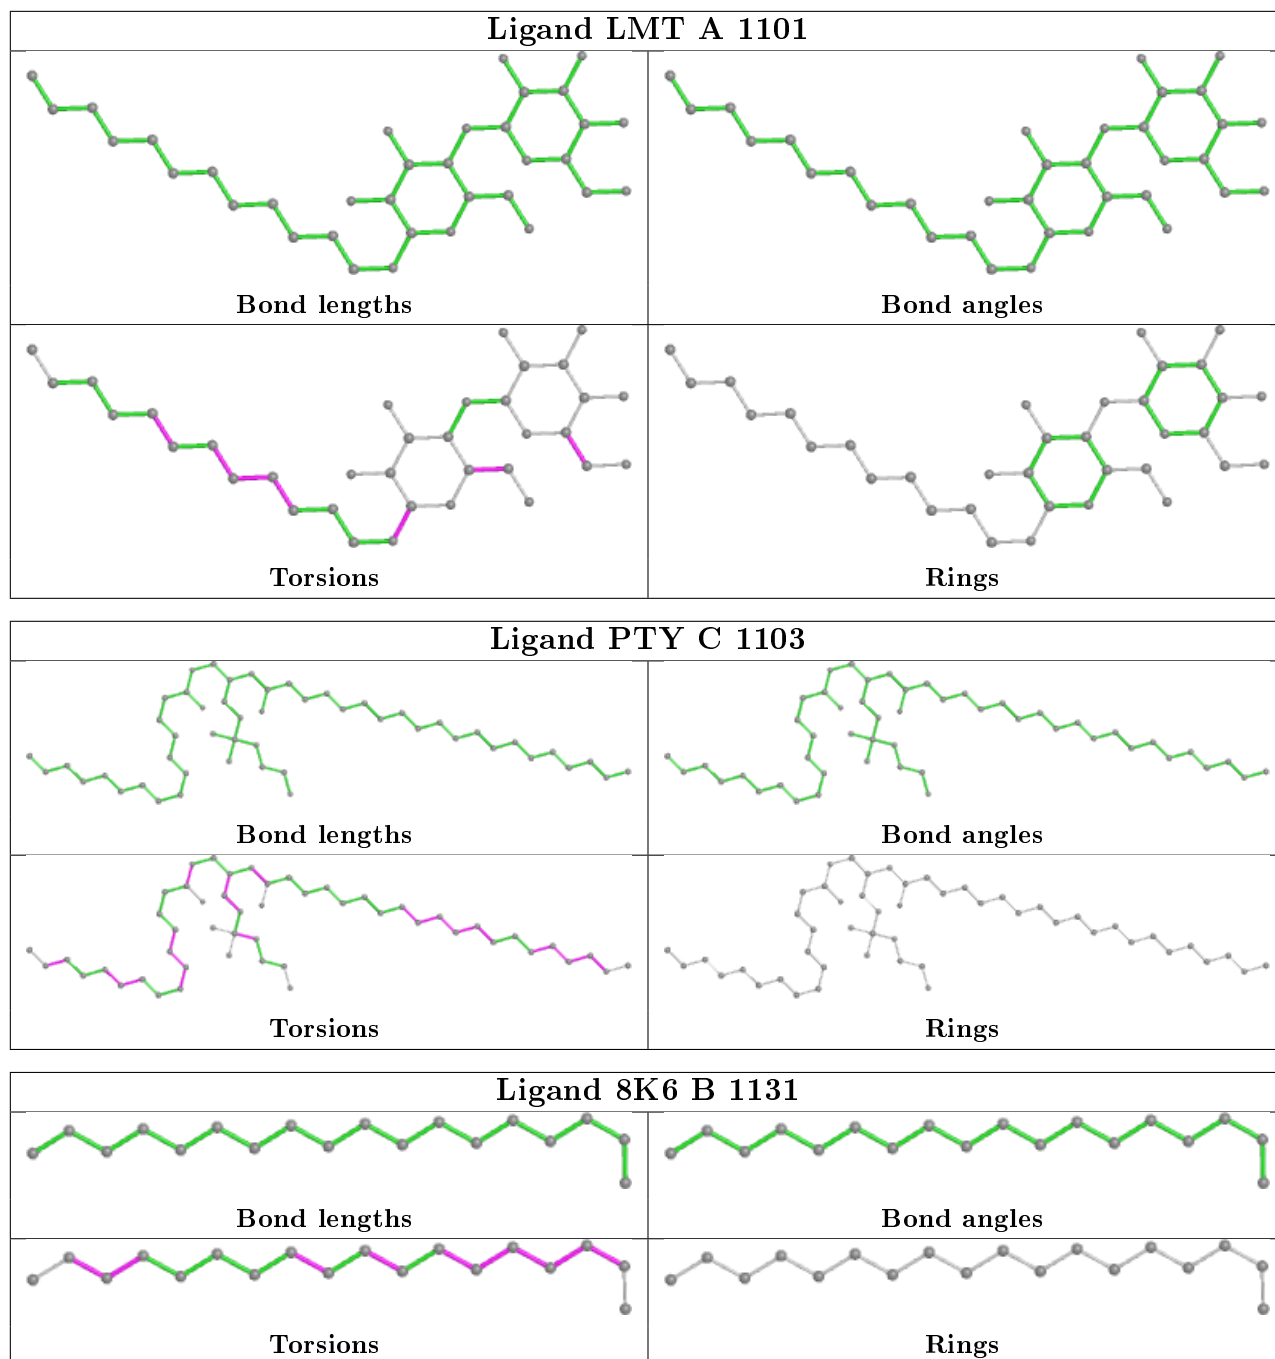 Ligand LMT A 1101
Bond lengths
Bond angles
Torsions
Rings
Ligand PTY C 1103
Bond lengths
Bond angles
Torsions
Rings
Ligand 8K6 B 1131
Bond lengths
Bond angles
Torsions
Rings